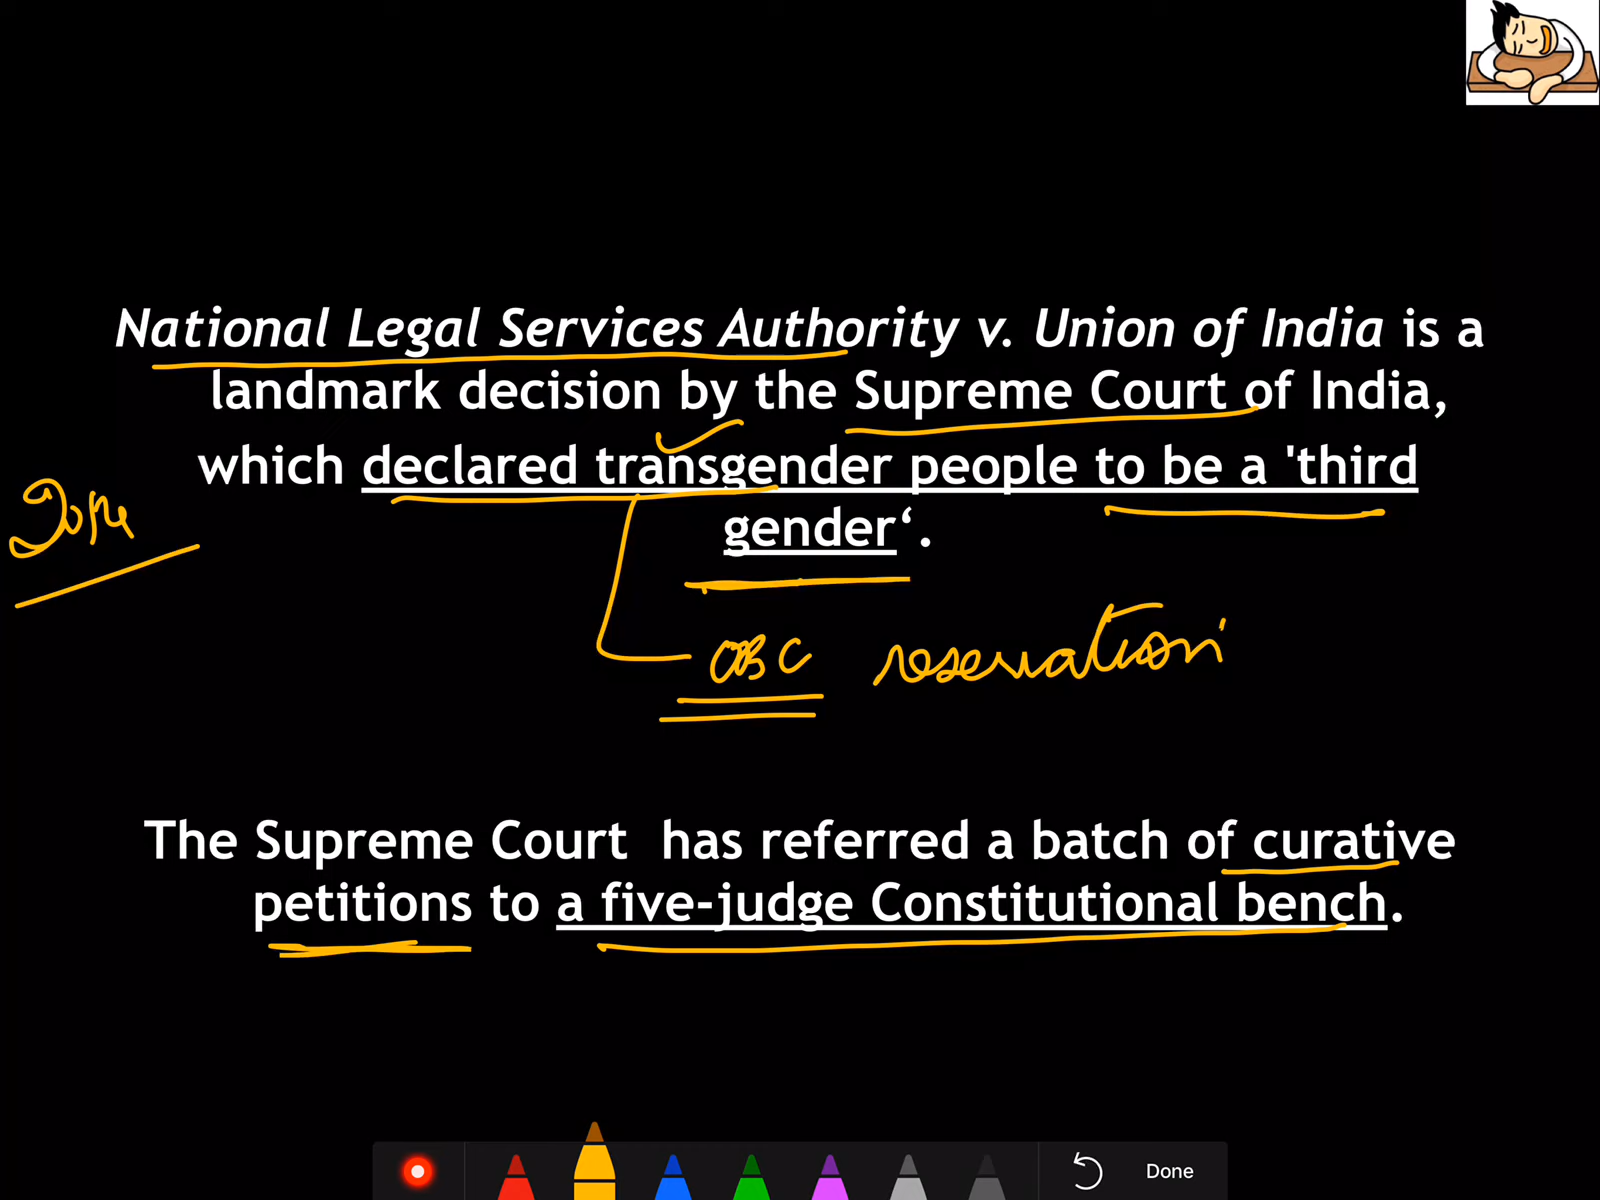 National Legal Services Authority v. Union of India is a
landmark decision by the Supreme Court of India,
which declared transgender people to be a 'third
gender‘.
2014
OBC reservation
The Supreme Court has referred a batch of curative
petitions to a five-judge Constitutional bench.
Done